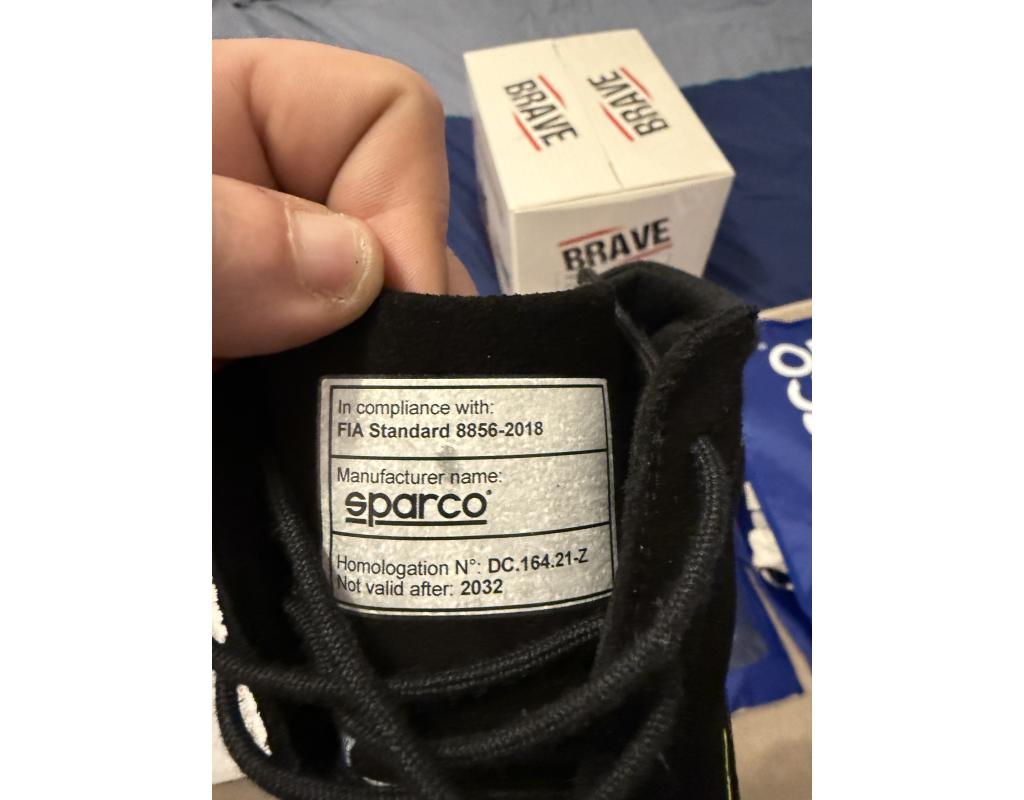 BRAVE
BRAVE
BRAVE
In compliance with:
FIA Standard 8856-2018
Manufacturer name:
sparco
Homologation N°: DC.164.21-Z
Not valid after: 2032